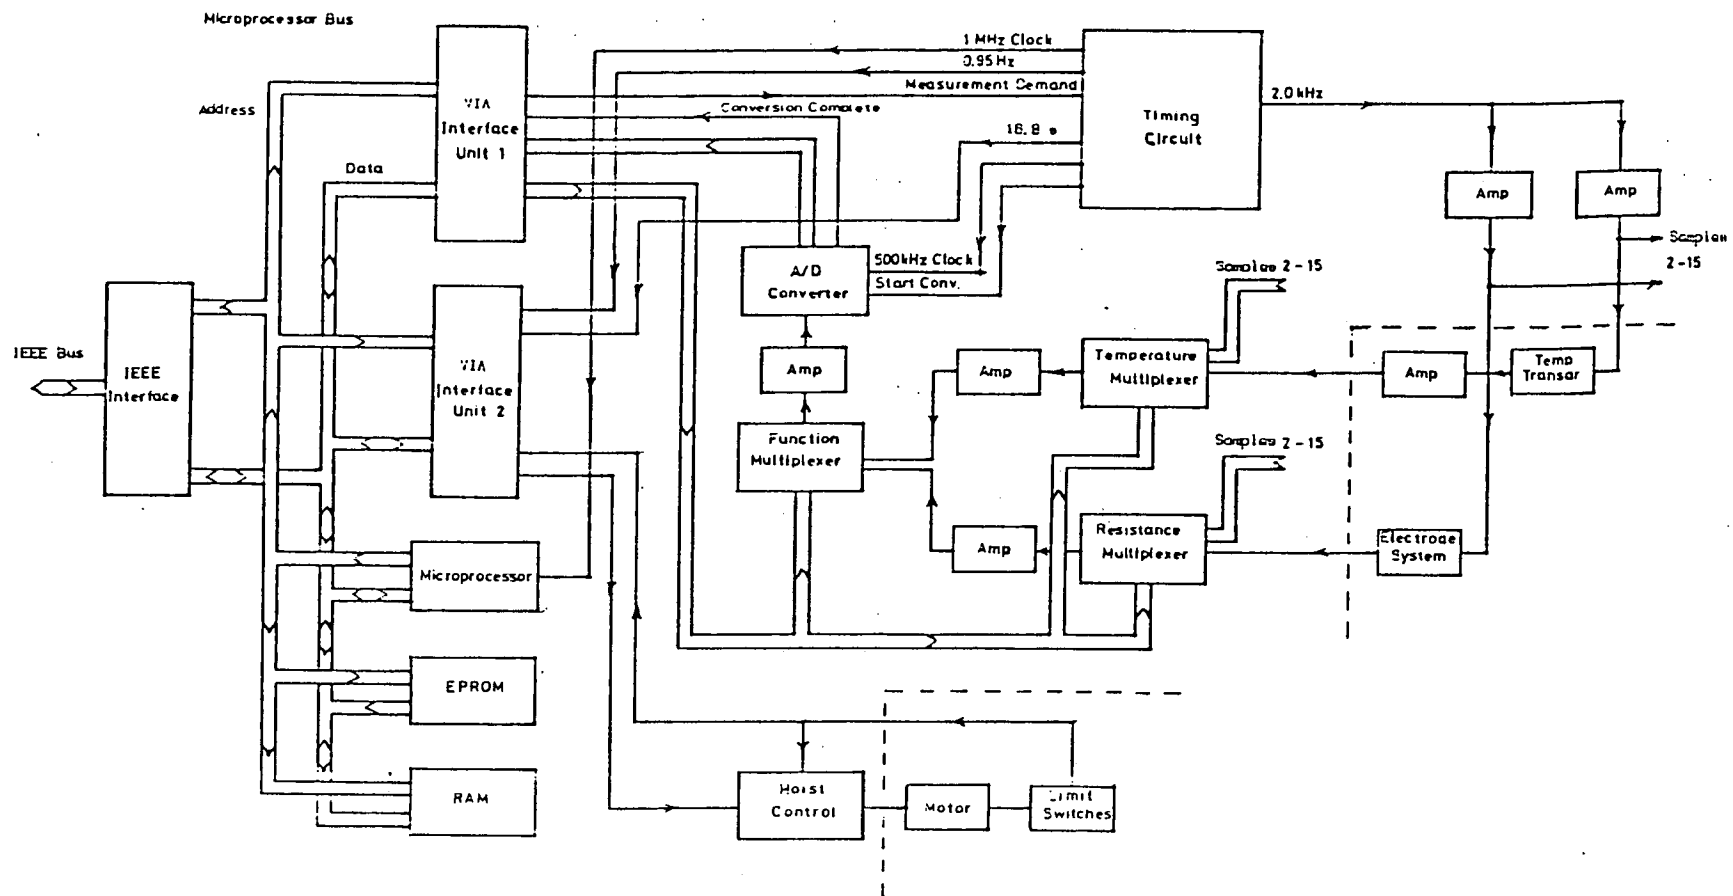 Microprocessor Bus
Address
Data
IEEE Bus
IEEE
Interface
VIA
Interface
Unit 1
VIA
Interface
Unit 2
Microprocessor
EPROM
RAM
1 MHz Clock
0.95 Hz
Measurement Demand
Conversion Complete
16.8 s
Timing
Circuit
2.0 kHz
Amp
Amp
Samples
2-15
A/D
Converter
500kHz Clock
Start Conv.
Samples 2-15
Amp
Amp
Temperature
Multiplexer
Amp
Temp
Transdr
Function
Multiplexer
Samples 2-15
Amp
Resistance
Multiplexer
Electrode
System
Hoist
Control
Motor
Limit
Switches